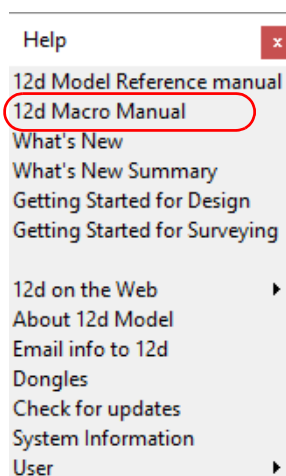 Help
x
12d Model Reference manual
12d Macro Manual
What's New
What's New Summary
Getting Started for Design
Getting Started for Surveying
12d on the Web
About 12d Model
Email info to 12d
Dongles
Check for updates
System Information
User